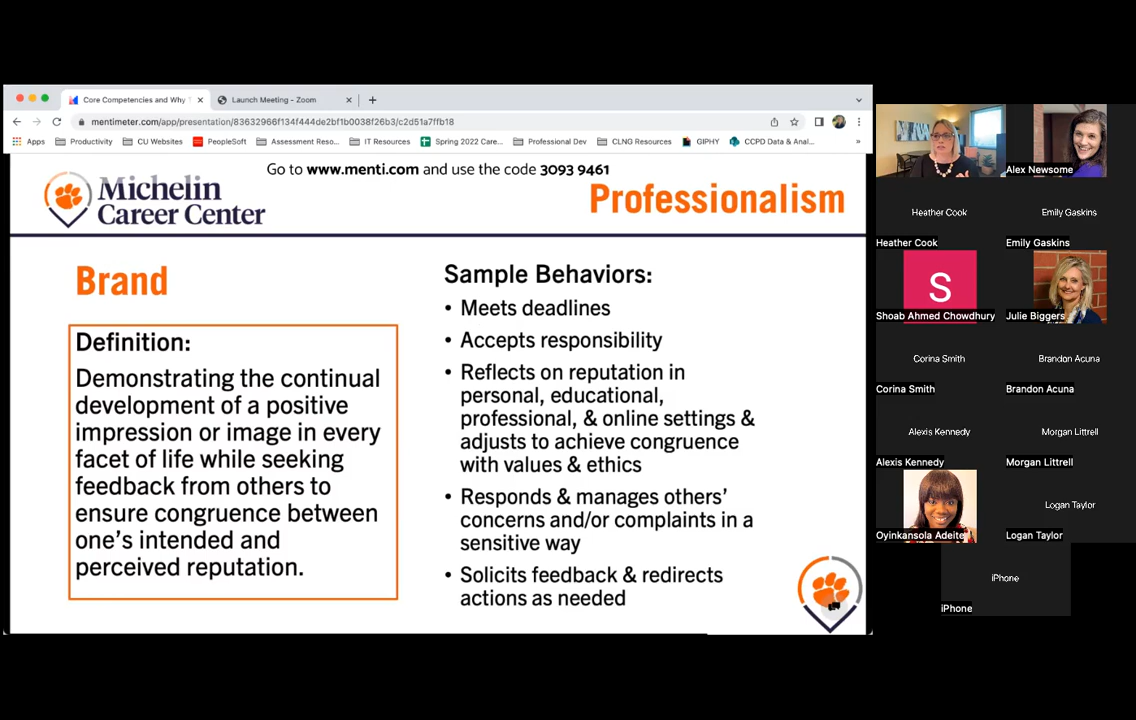 Core Competencies and Why
Launch Meeting - Zoom
mentimeter.com/app/presentation/83632966f134f444de2bf1b0038f26b3/c2d51a7ffb18
Apps Productivity CU Websites PeopleSoft Assessment Reso... IT Resources Spring 2022 Care... Professional Dev CLNG Resources GIPHY CCPD Data & Anal...
Go to www.menti.com and use the code 3093 9461
Michelin
Career Center
Professionalism
Brand
Definition:
Demonstrating the continual
development of a positive
impression or image in every
facet of life while seeking
feedback from others to
ensure congruence between
one's intended and
perceived reputation.
Sample Behaviors:
• Meets deadlines
• Accepts responsibility
• Reflects on reputation in
personal, educational,
professional, & online settings &
adjusts to achieve congruence
with values & ethics
• Responds & manages others'
concerns and/or complaints in a
sensitive way
• Solicits feedback & redirects
actions as needed
Alex Newsome
Heather Cook
Heather Cook
Emily Gaskins
Emily Gaskins
S
Shoab Ahmed Chowdhury
Julie Biggers
Corina Smith
Corina Smith
Brandon Acuna
Brandon Acuna
Alexis Kennedy
Alexis Kennedy
Morgan Littrell
Morgan Littrell
Oyinkansola Adeite
Logan Taylor
Logan Taylor
iPhone
iPhone